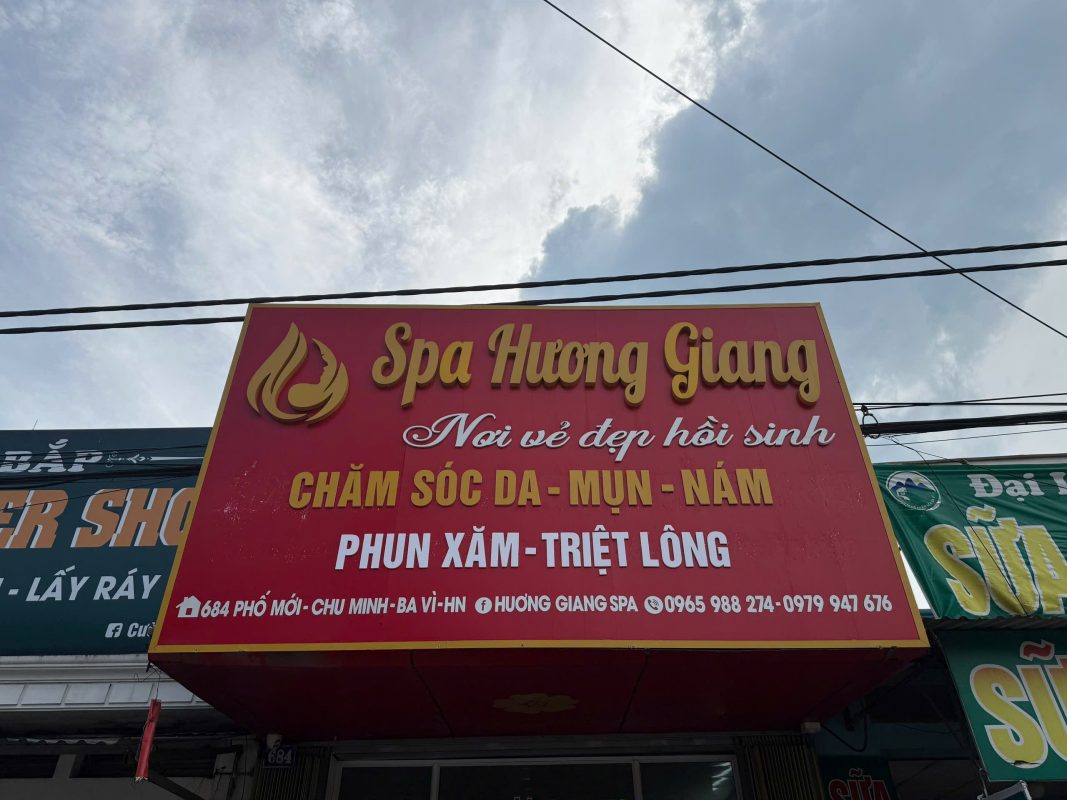 Spa Hương Giang
Nơi vẻ đẹp hồi sinh
CHĂM SÓC DA - MỤN - NÁM
PHUN XĂM - TRIỆT LÔNG
684 PHỐ MỚI - CHU MINH - BA VÌ - HN HƯƠNG GIANG SPA 0965 988 274 - 0979 947 676
BẮP
- LẤY RÁY
Đại
SỮA
SỮA
684